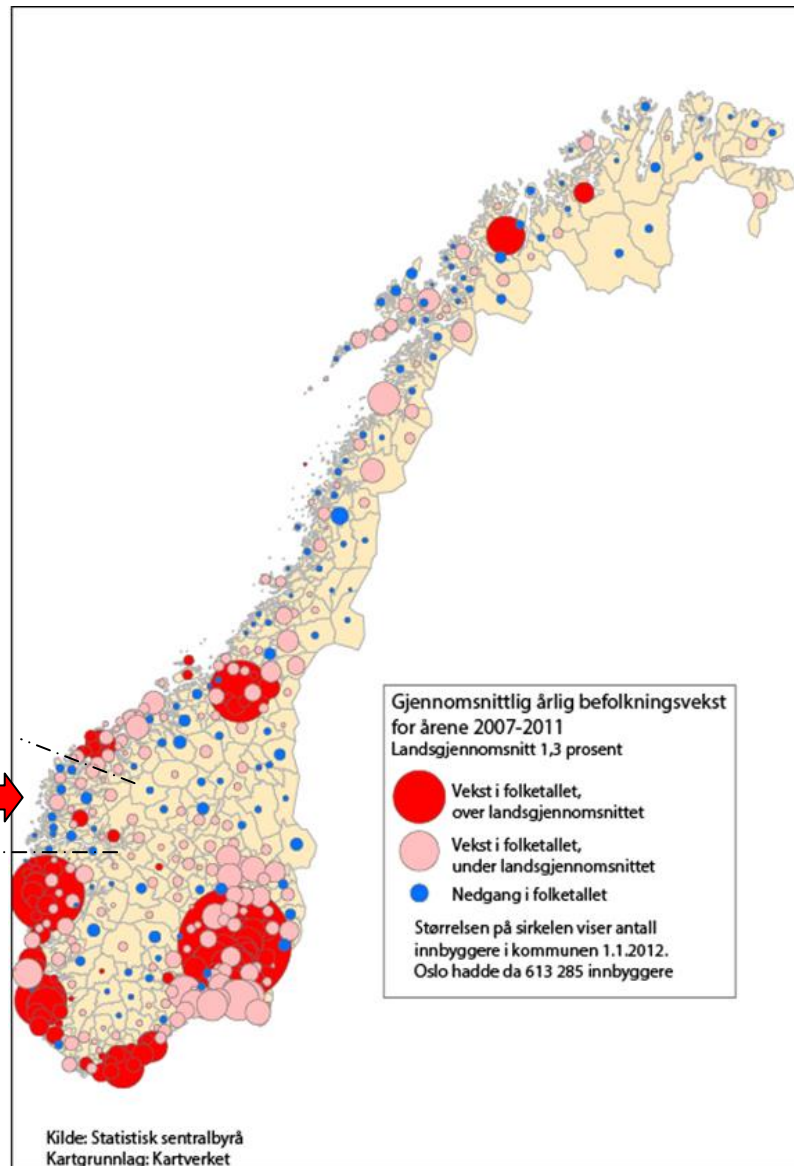 Gjennomsnittlig årlig befolkningsvekst
for årene 2007-2011
Landsgjennomsnitt 1,3 prosent
Vekst i folketallet,
over landsgjennomsnittet
Vekst i folketallet,
under landsgjennomsnittet
Nedgang i folketallet
Størrelsen på sirkelen viser antall
innbyggere i kommunen 1.1.2012.
Oslo hadde da 613 285 innbyggere
Kilde: Statistisk sentralbyrå
Kartgrunnlag: Kartverket